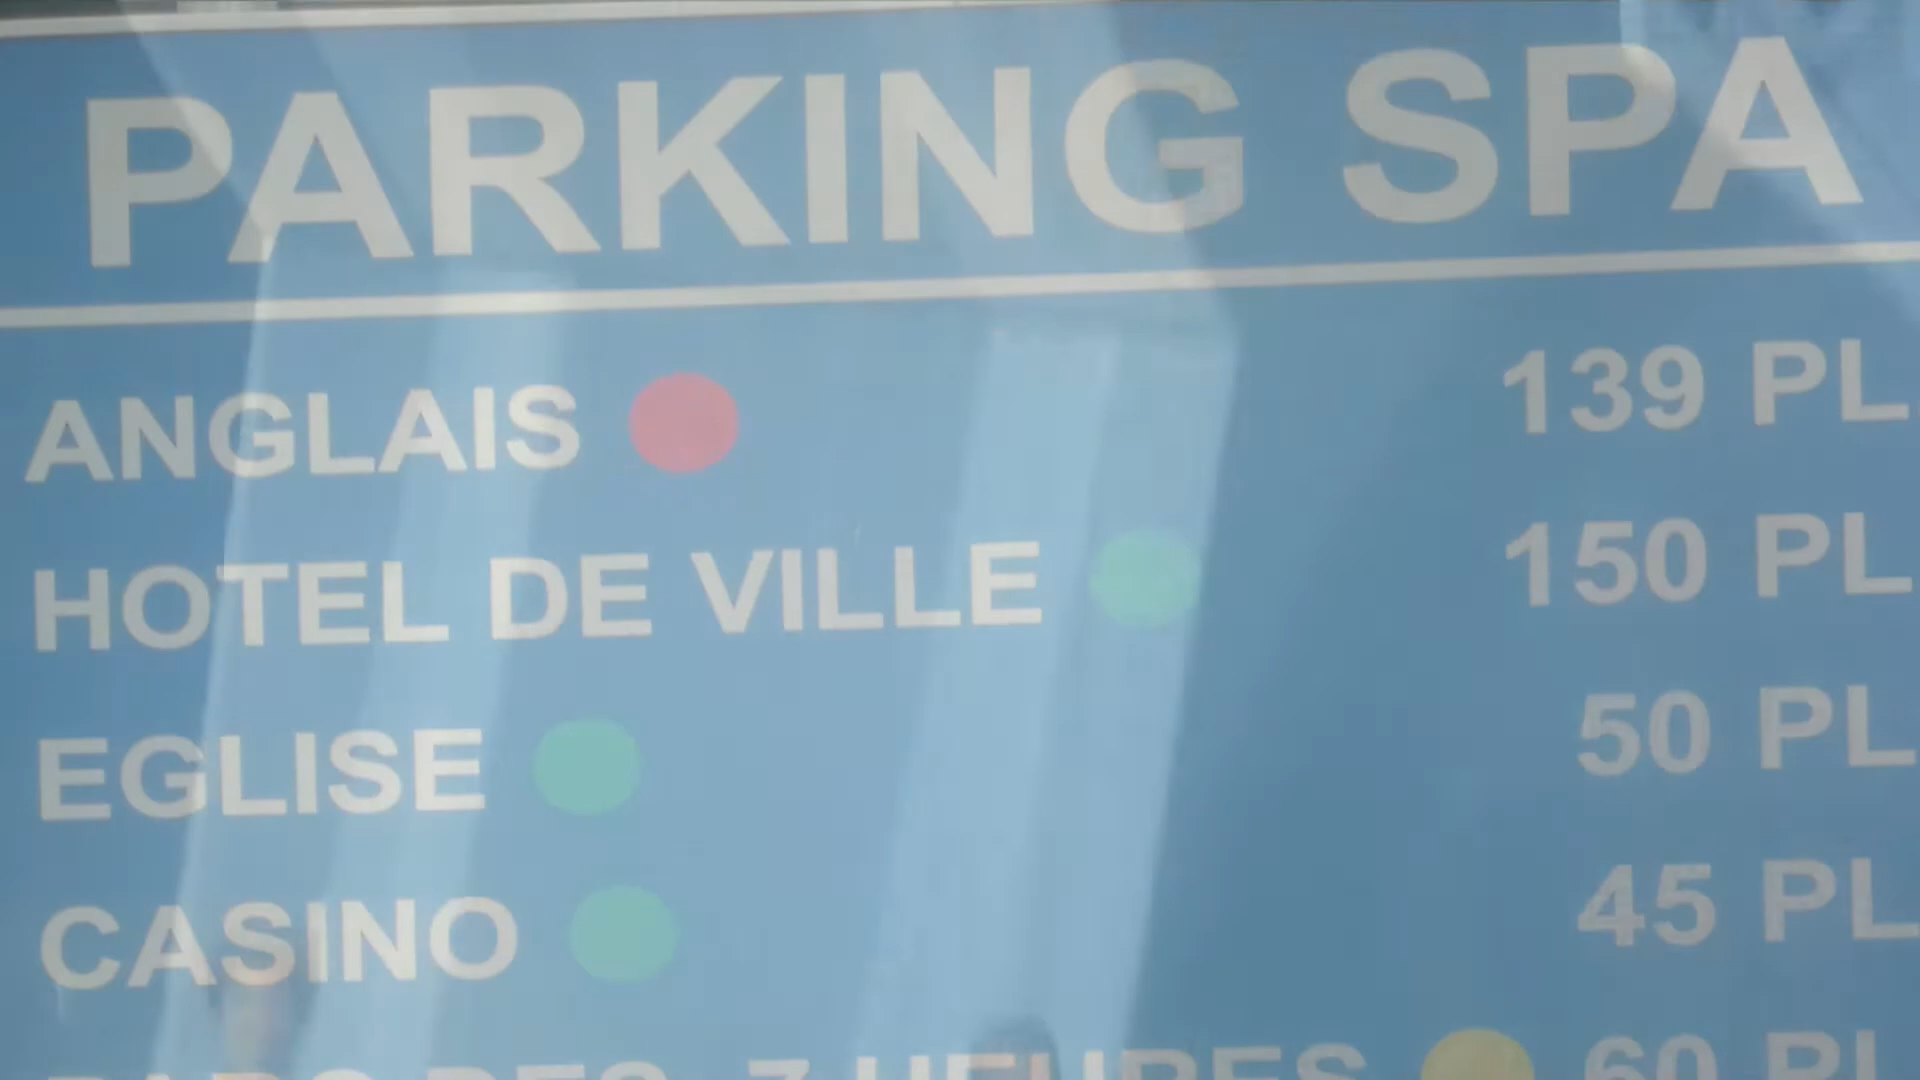 PARKING SPA
ANGLAIS 139 PL
HOTEL DE VILLE 150 PL
EGLISE 50 PL
CASINO 45 PL
PARC DES 7 HEURES 60 PL